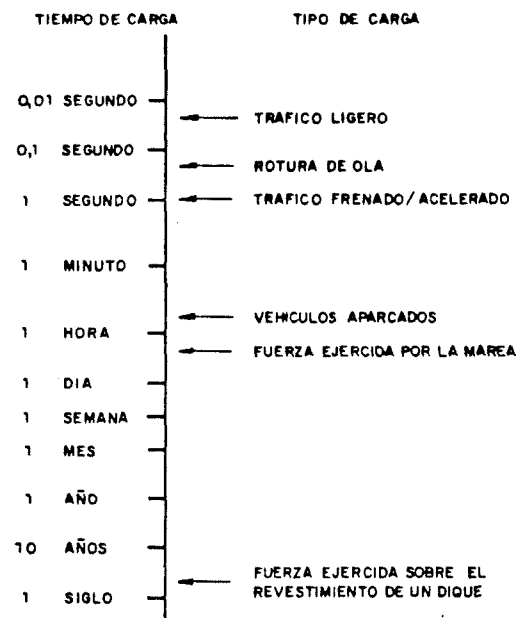 TIEMPO DE CARGA TIPO DE CARGA
0,01 SEGUNDO
TRAFICO LIGERO
0,1 SEGUNDO
ROTURA DE OLA
1 SEGUNDO TRAFICO FRENADO/ACELERADO
1 MINUTO
VEHICULOS APARCADOS
1 HORA
FUERZA EJERCIDA POR LA MAREA
1 DIA
1 SEMANA
1 MES
1 AÑO
10 AÑOS
FUERZA EJERCIDA SOBRE EL
REVESTIMIENTO DE UN DIQUE
1 SIGLO